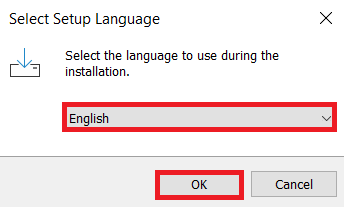 Select Setup Language
Select the language to use during the
installation.
English
OK
Cancel